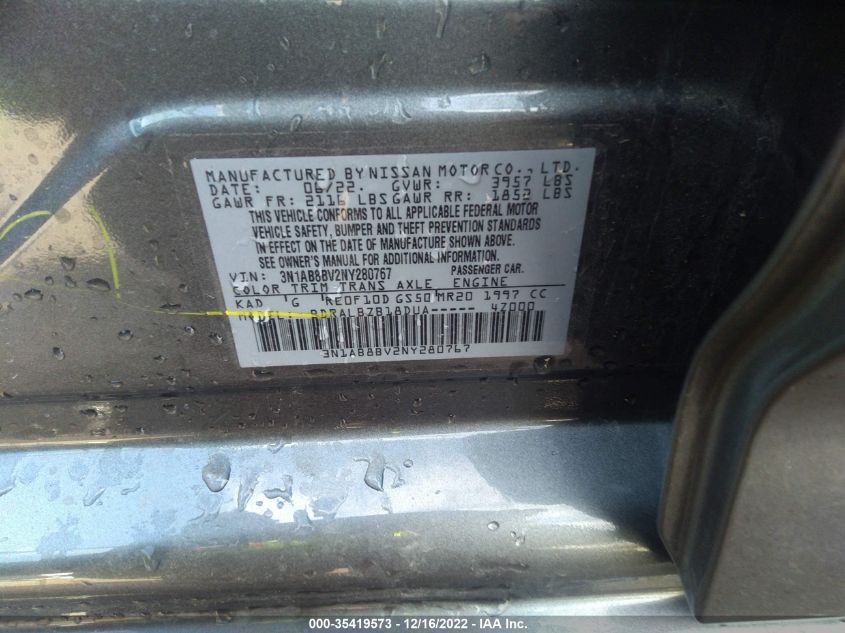 MANUFACTURED BY NISSAN MOTOR CO., LTD.
DATE: 06/22. GVWR: 3957 LBS
GAWR FR: 2116 LBS GAWR RR: 1852 LBS
THIS VEHICLE CONFORMS TO ALL APPLICABLE FEDERAL MOTOR
VEHICLE SAFETY, BUMPER AND THEFT PREVENTION STANDARDS
IN EFFECT ON THE DATE OF MANUFACTURE SHOWN ABOVE.
SEE OWNER'S MANUAL FOR ADDITIONAL INFORMATION.
VIN: 3N1AB8BV2NY280767 PASSENGER CAR.
COLOR TRIM TRANS AXLE ENGINE
KAD 'G 'RE0F10D GS50 MR20 1997 CC
MODEL: ----- 4Z000
3N1AB8BV2NY280767
000-35419573 - 12/16/2022 - IAA Inc.